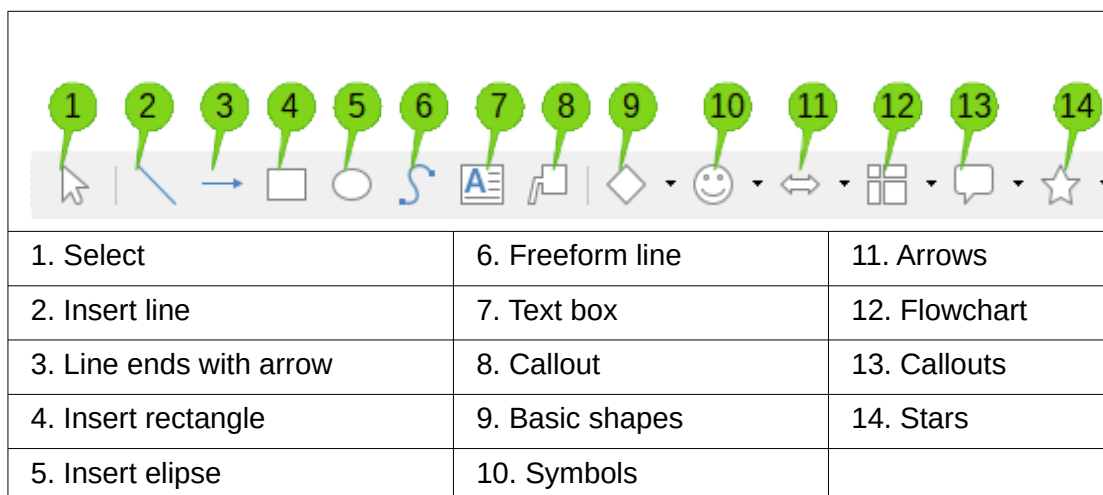 1 2 3 4 5 6 7 8 9 10 11 12 13 14
A
1. Select 6. Freeform line 11. Arrows
2. Insert line 7. Text box 12. Flowchart
3. Line ends with arrow 8. Callout 13. Callouts
4. Insert rectangle 9. Basic shapes 14. Stars
5. Insert elipse 10. Symbols